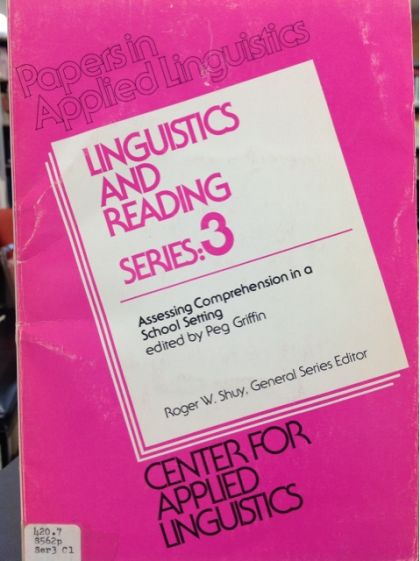 Papers in
Applied Linguistics
LINGUISTICS
AND
READING
SERIES:3
Assessing Comprehension in a
School Setting
edited by Peg Griffin
Roger W. Shuy, General Series Editor
CENTER FOR
APPLIED
LINGUISTICS
420.7
S562p
Ser3 C1